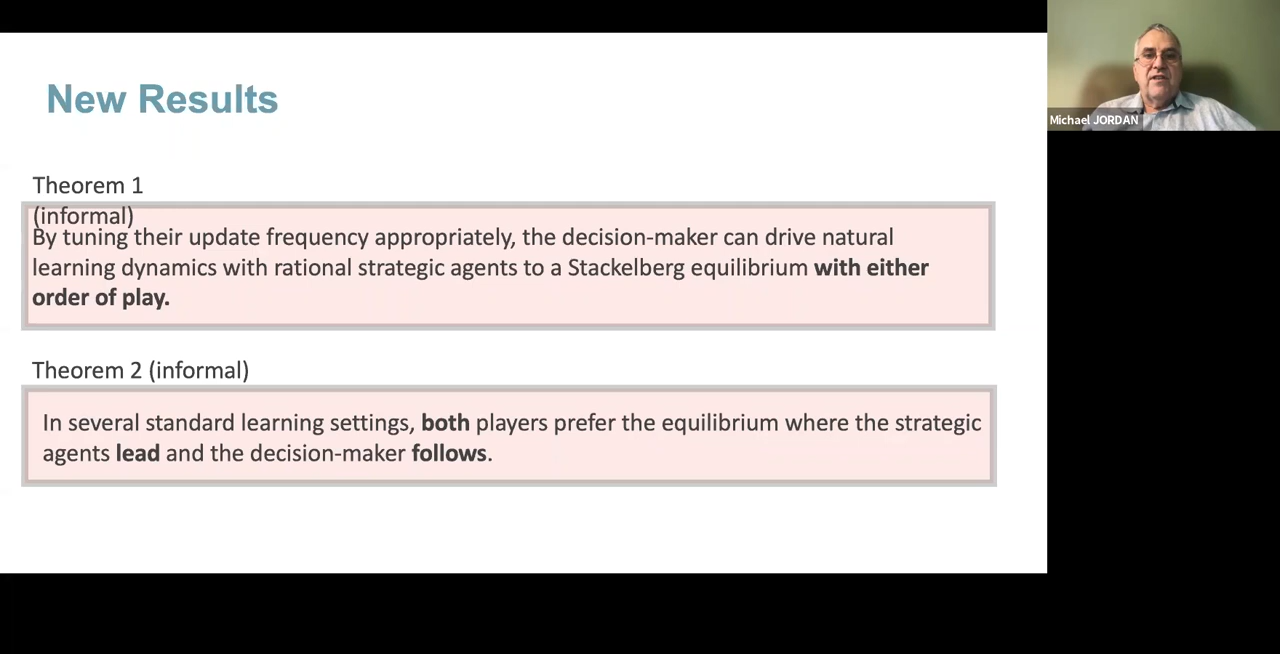 New Results
Michael JORDAN
Theorem 1
(informal)
By tuning their update frequency appropriately, the decision-maker can drive natural
learning dynamics with rational strategic agents to a Stackelberg equilibrium with either
order of play.
Theorem 2 (informal)
In several standard learning settings, both players prefer the equilibrium where the strategic
agents lead and the decision-maker follows.